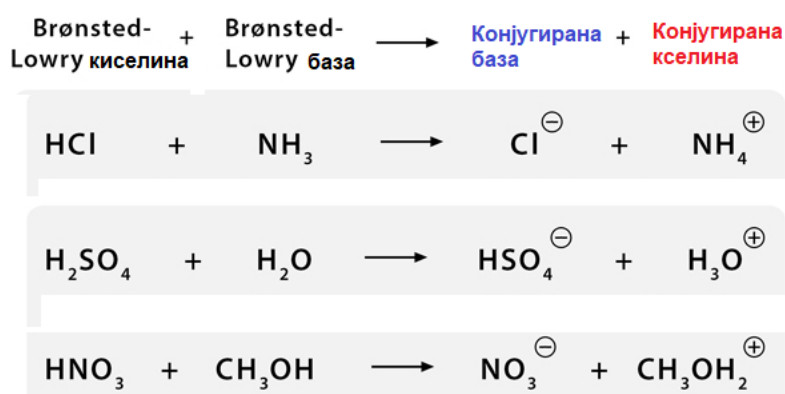 Brønsted-Lowry киселина + Brønsted-Lowry база → Конјугирана база + Конјугирана кселина
HCl + NH₃ → Cl⊖ + NH₄⊕
H₂SO₄ + H₂O → HSO₄⊖ + H₃O⊕
HNO₃ + CH₃OH → NO₃⊖ + CH₃OH₂⊕